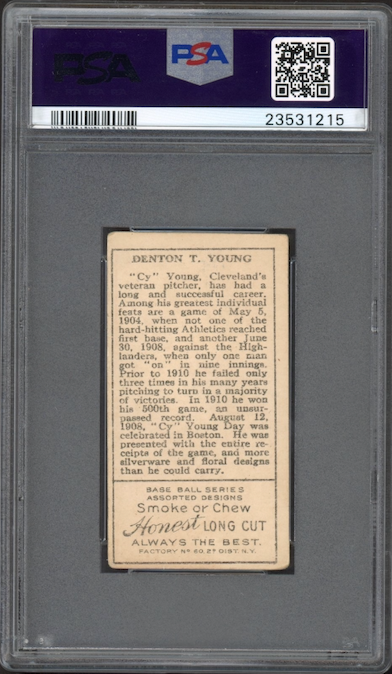 PSA
PSA
23531215
DENTON T. YOUNG
"Cy" Young, Cleveland's
veteran pitcher, has had a
long and successful career.
Among his greatest individual
feats are a game of May 5,
1904, when not one of the
hard-hitting Athletics reached
first base, and another June
30, 1908, against the High-
landers, when only one man
got "on" in nine innings.
Prior to 1910 he failed only
three times in his many years
pitching to turn in a majority
of victories. In 1910 he won
his 500th game, an unsur-
passed record. August 12,
1908, "Cy" Young Day was
celebrated in Boston. He was
presented with the entire re-
ceipts of the game, and more
silverware and floral designs
than he could carry.
BASE BALL SERIES
ASSORTED DESIGNS
Smoke or Chew
Honest LONG CUT
ALWAYS THE BEST.
FACTORY Nº 60. 2ᴰ DIST. N.Y.